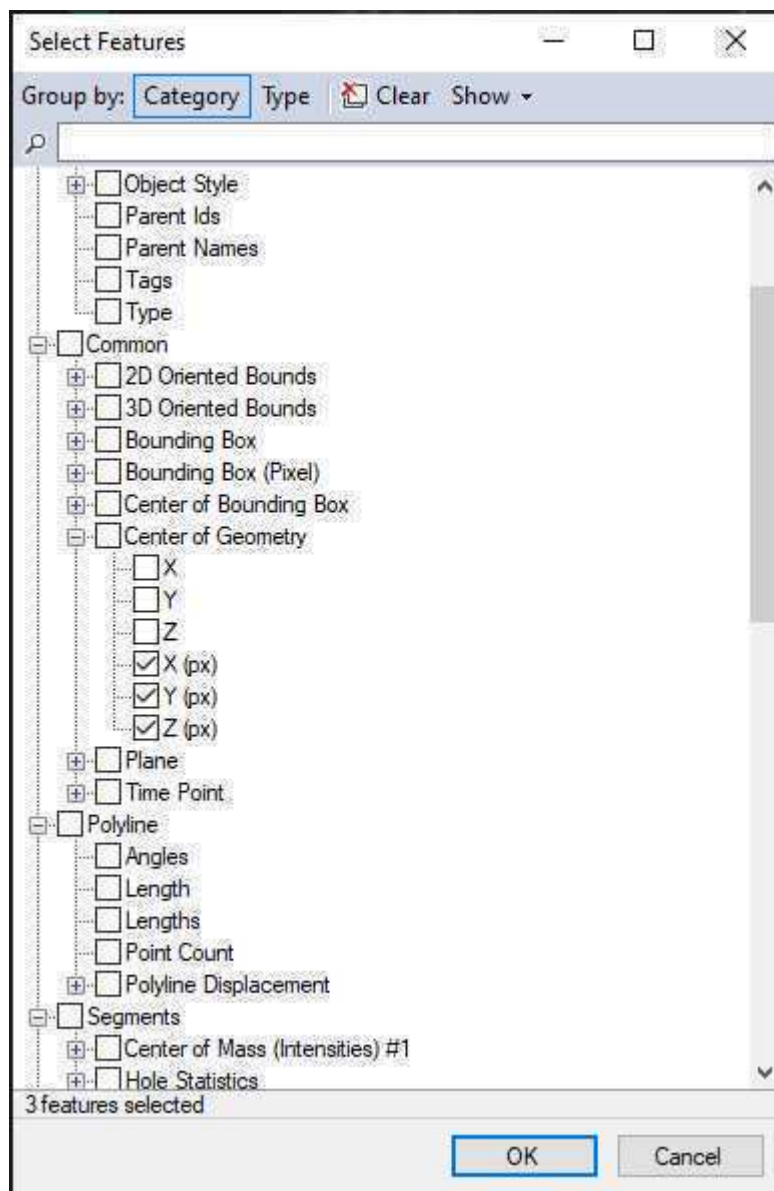 Select Features
Group by: Category Type Clear Show
Object Style
Parent Ids
Parent Names
Tags
Type
Common
2D Oriented Bounds
3D Oriented Bounds
Bounding Box
Bounding Box (Pixel)
Center of Bounding Box
Center of Geometry
X
Y
Z
X (px)
Y (px)
Z (px)
Plane
Time Point
Polyline
Angles
Length
Lengths
Point Count
Polyline Displacement
Segments
Center of Mass (Intensities) #1
Hole Statistics
3 features selected
OK Cancel